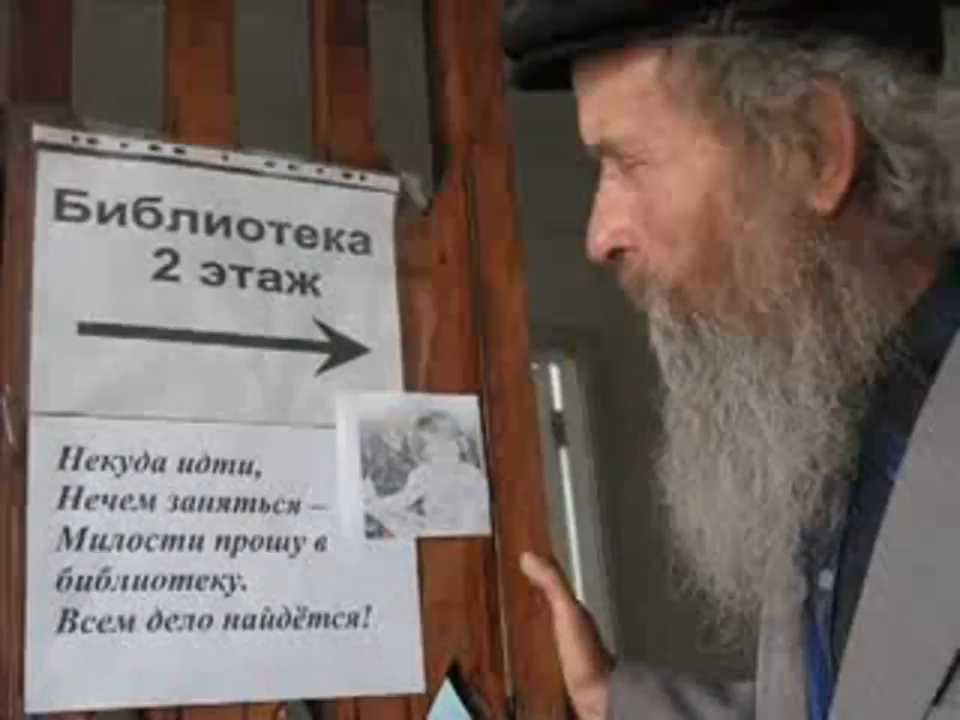 Библиотека
2 этаж
Некуда идти,
Нечем заняться –
Милости прошу в
библиотеку.
Всем дело найдётся!